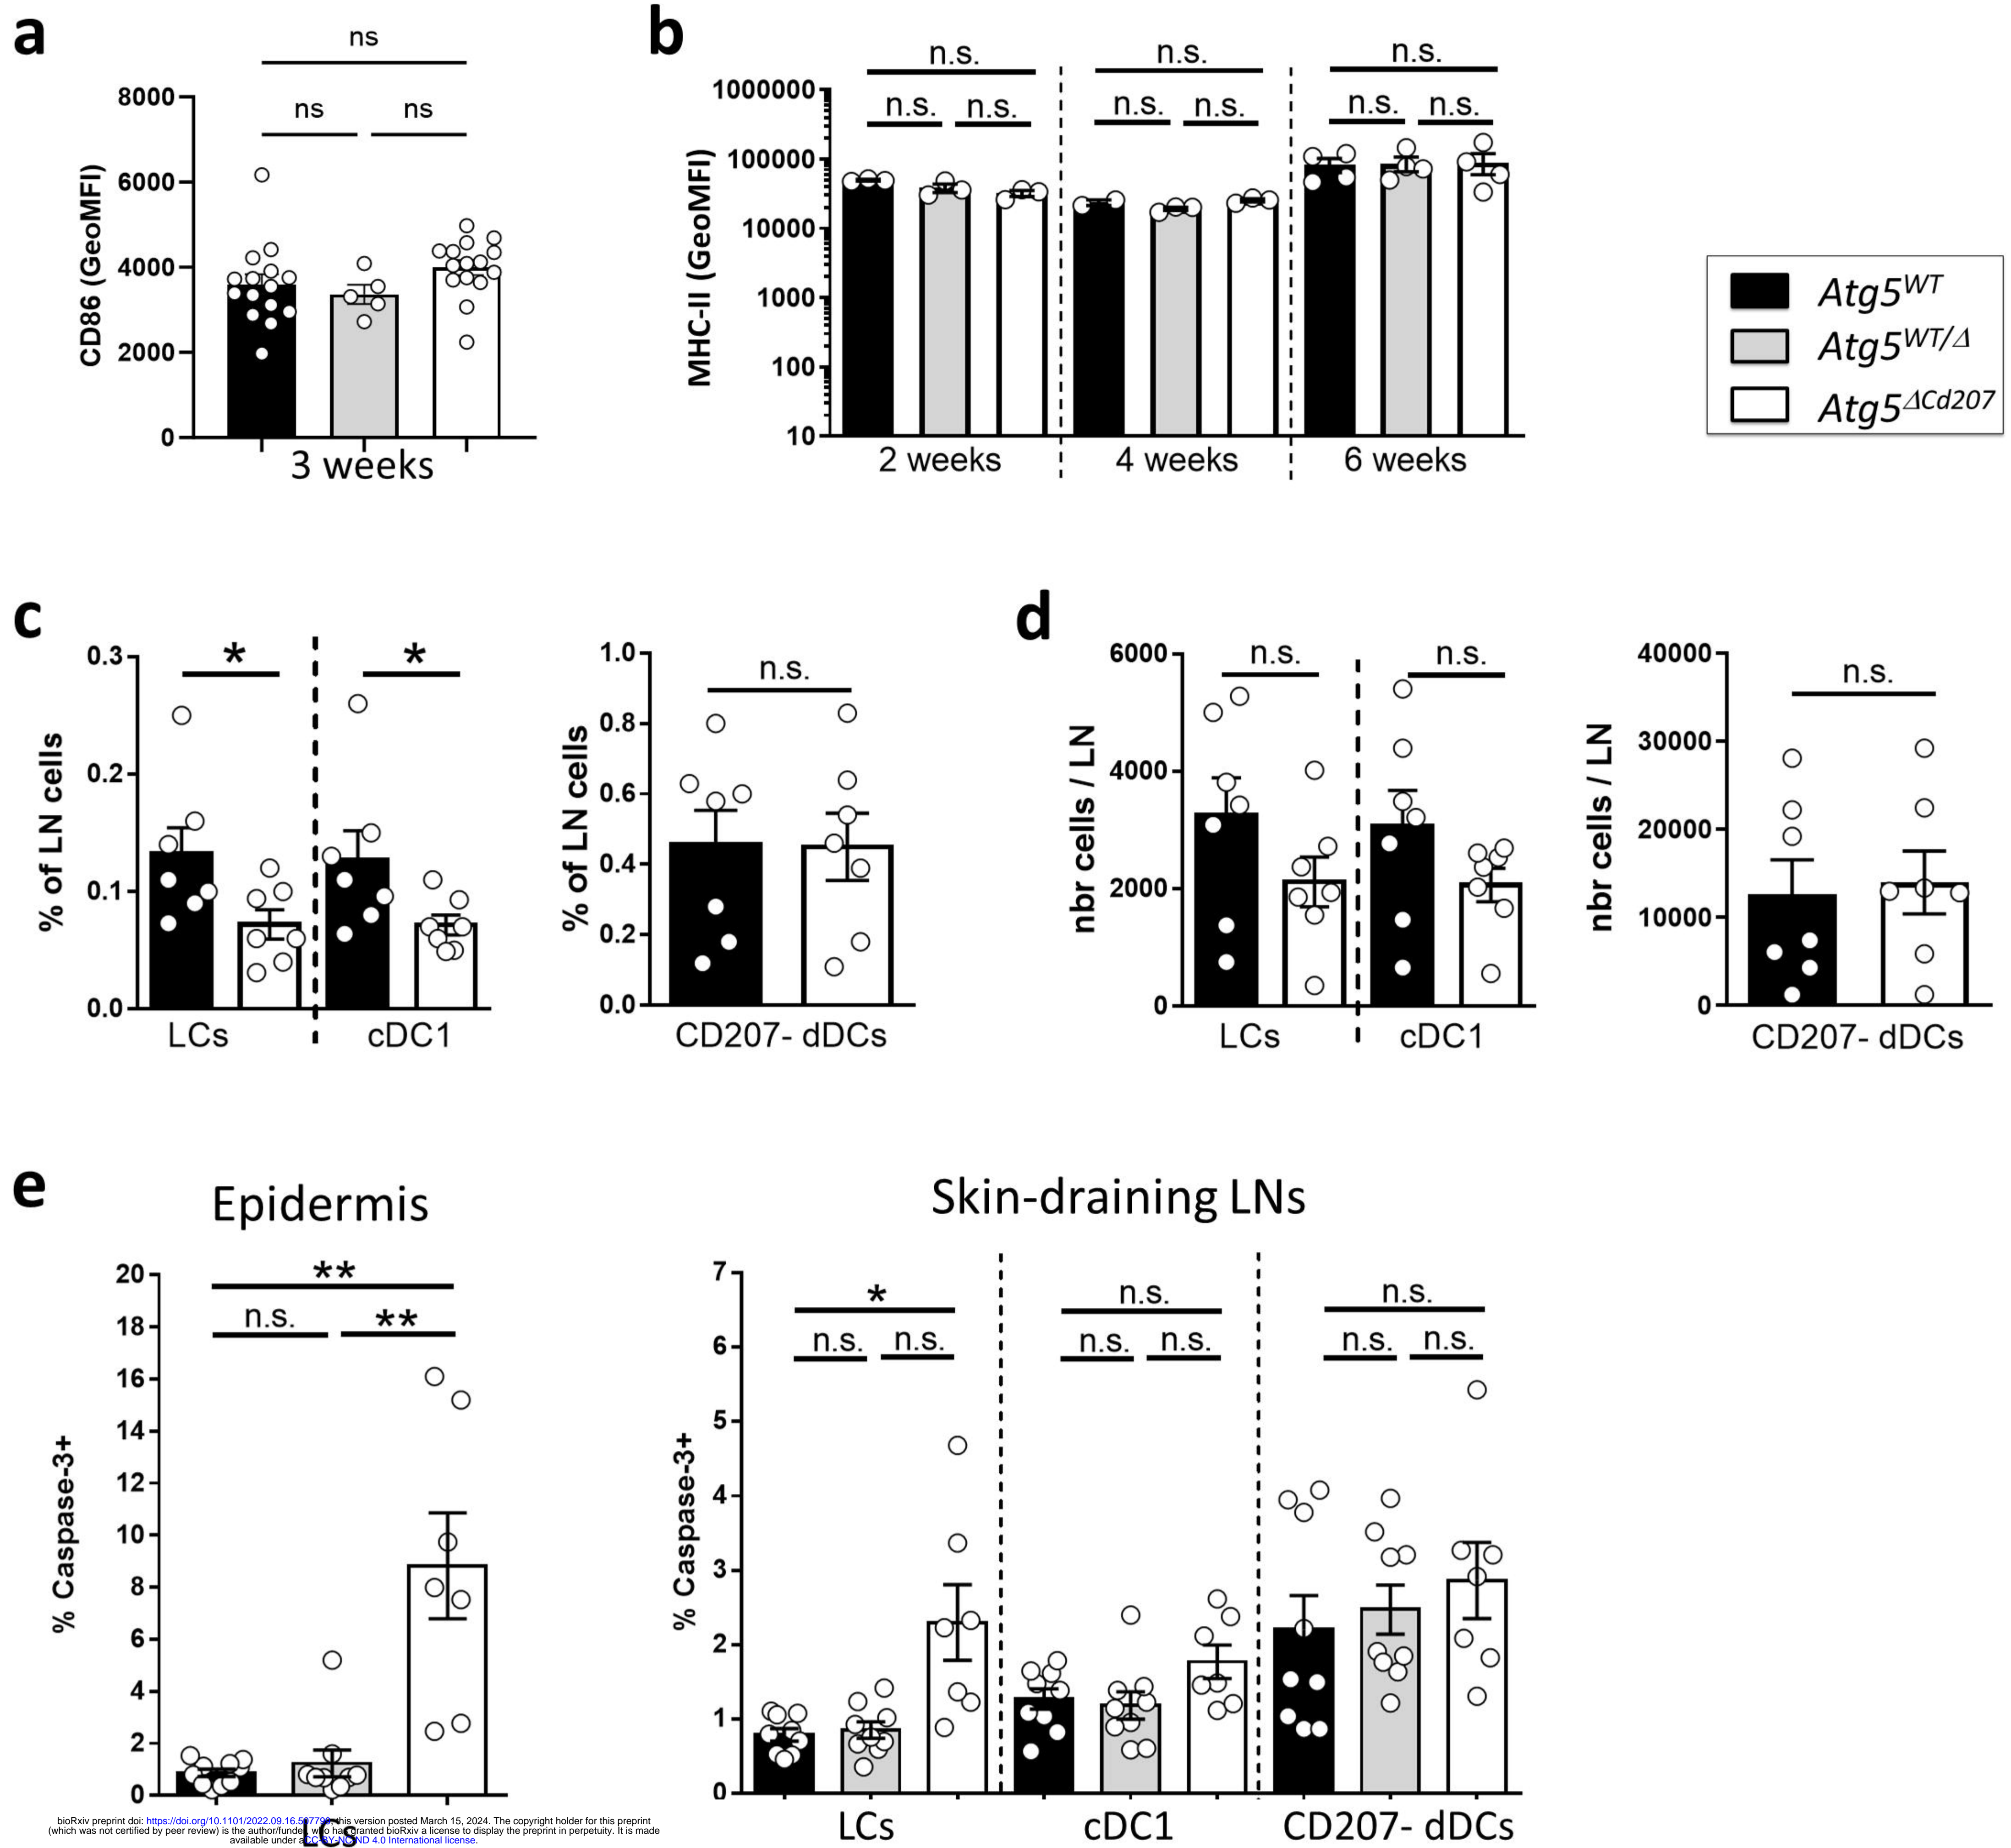 a
ns
ns ns
8000
6000
4000
2000
0
CD86 (GeoMFI)
3 weeks
b
n.s. n.s. n.s.
n.s. n.s. n.s. n.s. n.s. n.s.
1000000
100000
10000
1000
100
10
MHC-II (GeoMFI)
2 weeks 4 weeks 6 weeks
Atg5WT
Atg5WT/Δ
Atg5ΔCd207
c
* *
0.3
0.2
0.1
0.0
% of LN cells
LCs cDC1
n.s.
1.0
0.8
0.6
0.4
0.2
0.0
% of LN cells
CD207- dDCs
d
n.s. n.s.
6000
4000
2000
0
nbr cells / LN
LCs cDC1
n.s.
40000
30000
20000
10000
0
nbr cells / LN
CD207- dDCs
e
Epidermis
**
n.s. **
20
18
16
14
12
10
8
6
4
2
0
% Caspase-3+
LCs
Skin-draining LNs
* n.s. n.s.
n.s. n.s. n.s. n.s. n.s. n.s.
7
6
5
4
3
2
1
0
% Caspase-3+
LCs cDC1 CD207- dDCs
bioRxiv preprint doi: https://doi.org/10.1101/2022.09.16.507799; this version posted March 15, 2024. The copyright holder for this preprint
(which was not certified by peer review) is the author/funder, who has granted bioRxiv a license to display the preprint in perpetuity. It is made
available under aCC-BY-NC-ND 4.0 International license.